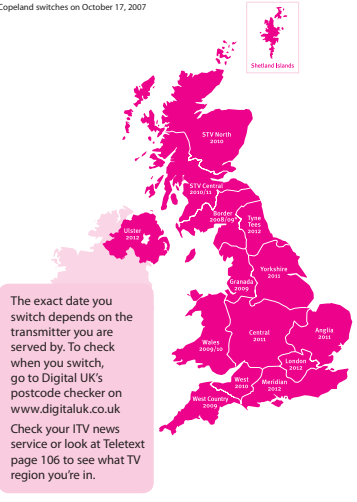 Copeland switches on October 17, 2007
Shetland Islands
STV North
2010
STV Central
2010/11
Border
2008/09*
Tyne
Tees
2012
Ulster
2012
Yorkshire
2011
Granada
2009
Central
2011
Anglia
2011
Wales
2009/10
London
2012
West
2010
Meridian
2012
West Country
2009
The exact date you
switch depends on the
transmitter you are
served by. To check
when you switch,
go to Digital UK's
postcode checker on
www.digitaluk.co.uk
Check your ITV news
service or look at Teletext
page 106 to see what TV
region you're in.